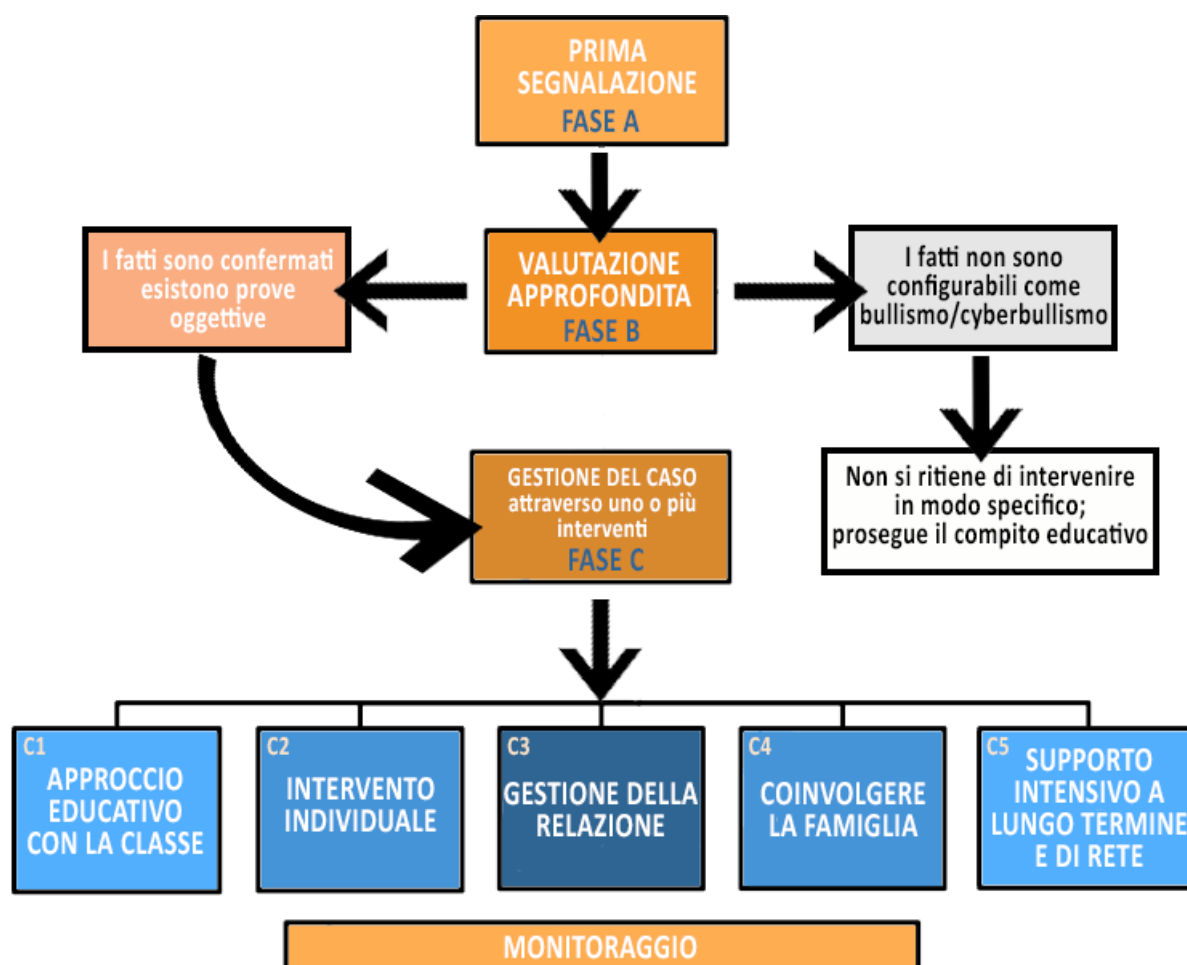 PRIMA
SEGNALAZIONE
FASE A
I fatti sono confermati
esistono prove
oggettive
VALUTAZIONE
APPROFONDITA
FASE B
I fatti non sono
configurabili come
bullismo/cyberbullismo
GESTIONE DEL CASO
attraverso uno o più
interventi
FASE C
Non si ritiene di intervenire
in modo specifico;
prosegue il compito educativo
C1
APPROCCIO
EDUCATIVO
CON LA CLASSE
C2
INTERVENTO
INDIVIDUALE
C3
GESTIONE DELLA
RELAZIONE
C4
COINVOLGERE
LA FAMIGLIA
C5
SUPPORTO
INTENSIVO A
LUNGO TERMINE
E DI RETE
MONITORAGGIO